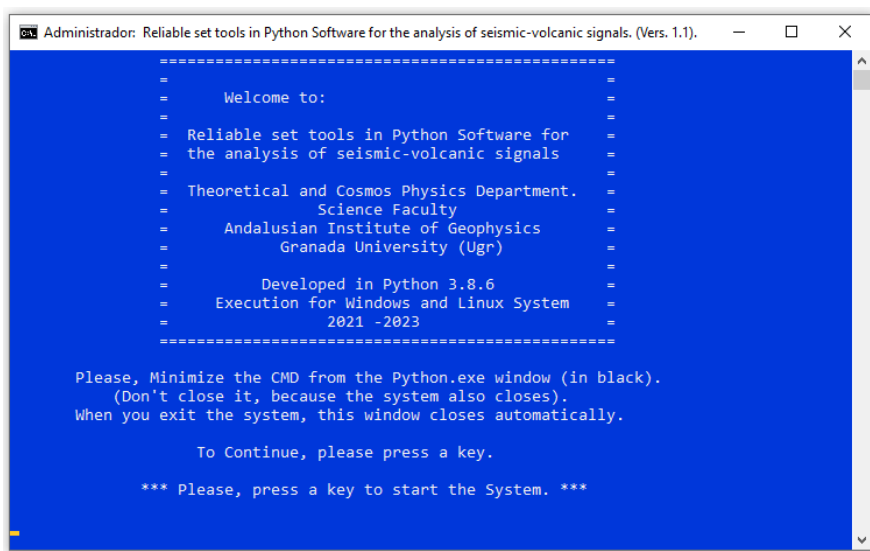 Administrador: Reliable set tools in Python Software for the analysis of seismic-volcanic signals. (Vers. 1.1).
=================================================
= =
= Welcome to: =
= =
= Reliable set tools in Python Software for =
= the analysis of seismic-volcanic signals =
= =
= Theoretical and Cosmos Physics Department. =
= Science Faculty =
= Andalusian Institute of Geophysics =
= Granada University (Ugr) =
= =
= Developed in Python 3.8.6 =
= Execution for Windows and Linux System =
= 2021 -2023 =
=================================================
Please, Minimize the CMD from the Python.exe window (in black).
(Don't close it, because the system also closes).
When you exit the system, this window closes automatically.
To Continue, please press a key.
*** Please, press a key to start the System. ***